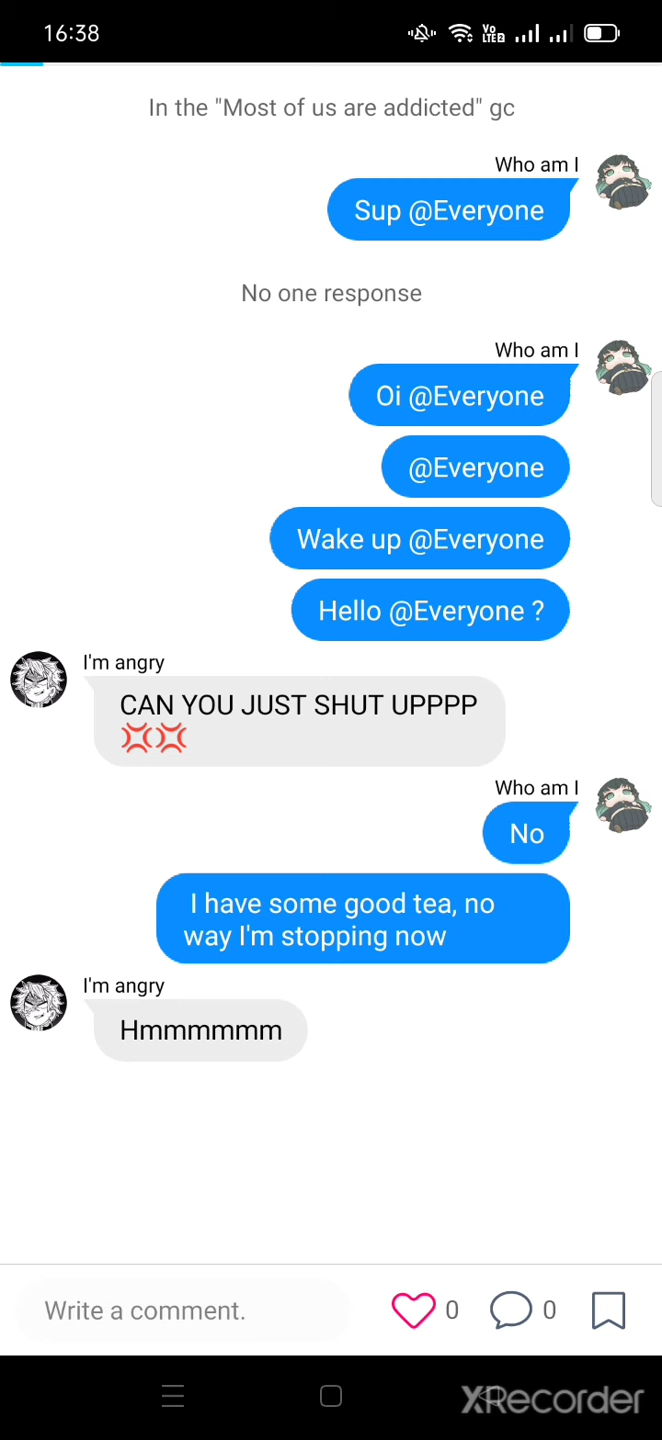 16:38
Vo
LTE2
In the "Most of us are addicted" gc
Who am I
Sup @Everyone
No one response
Who am I
Oi @Everyone
@Everyone
Wake up @Everyone
Hello @Everyone ?
I'm angry
CAN YOU JUST SHUT UPPPP
💢💢
Who am I
No
I have some good tea, no
way I'm stopping now
I'm angry
Hmmmmmm
Write a comment.
0
0
XRecorder